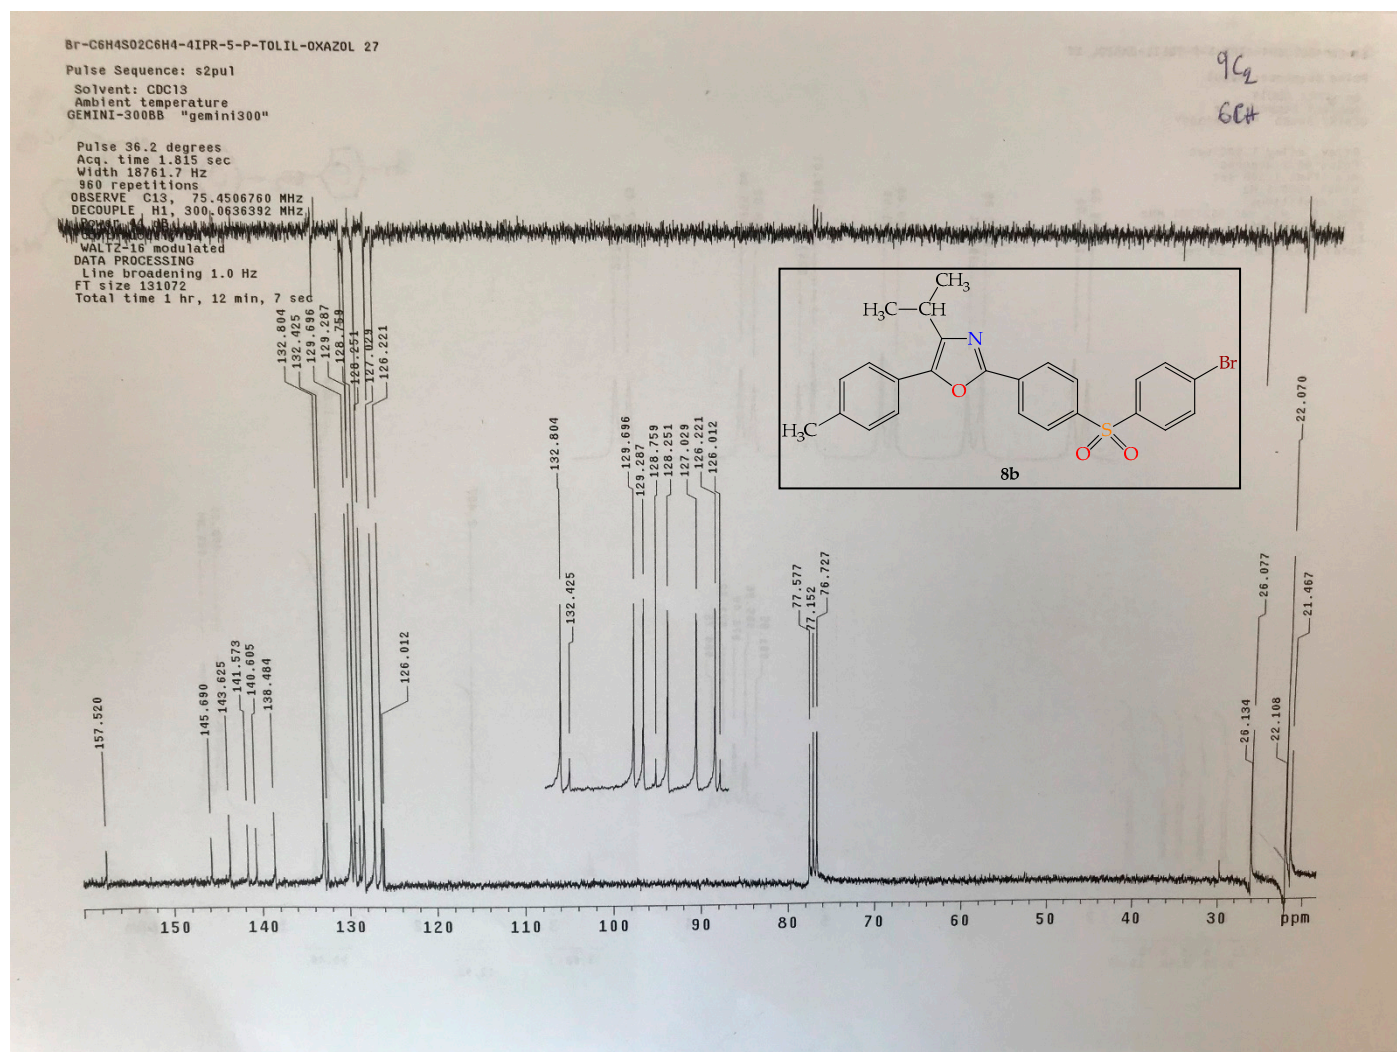 Br-C6H4SO2C6H4-4IPR-5-P-TOLIL-OXAZOL 27
9Cq
6CH
Pulse Sequence: s2pul
Solvent: CDCl3
Ambient temperature
GEMINI-300BB "gemini300"
Pulse 36.2 degrees
Acq. time 1.815 sec
Width 18761.7 Hz
960 repetitions
OBSERVE C13, 75.4506760 MHz
DECOUPLE H1, 300.0636392 MHz
WALTZ-16 modulated
DATA PROCESSING
Line broadening 1.0 Hz
FT size 131072
Total time 1 hr, 12 min, 7 sec
132.804
132.425
129.696
129.287
128.759
128.251
127.029
126.221
CH3
H3C
CH
N
O
Br
S
O
O
H3C
8b
132.804
132.425
129.696
129.287
128.759
128.251
127.029
126.221
126.012
157.520
145.690
143.625
141.573
140.605
138.484
126.012
77.577
77.152
76.727
26.134
26.077
22.108
22.070
21.467
150 140 130 120 110 100 90 80 70 60 50 40 30 ppm